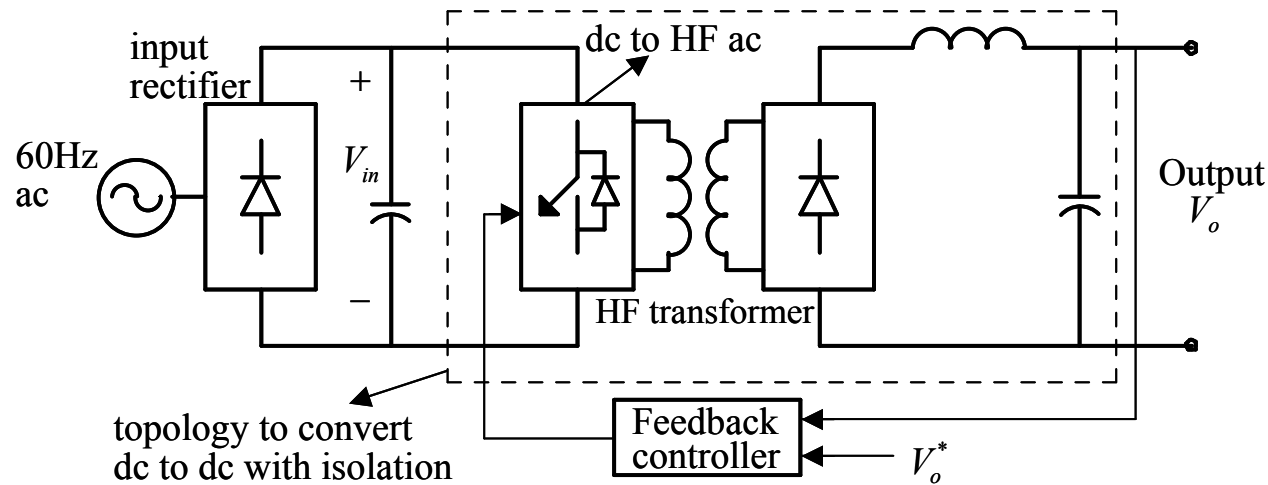 dc to HF ac
input
rectifier
+
60Hz
ac
V_in
Output
V_o
−
HF transformer
topology to convert
dc to dc with isolation
Feedback
controller
V_o^*